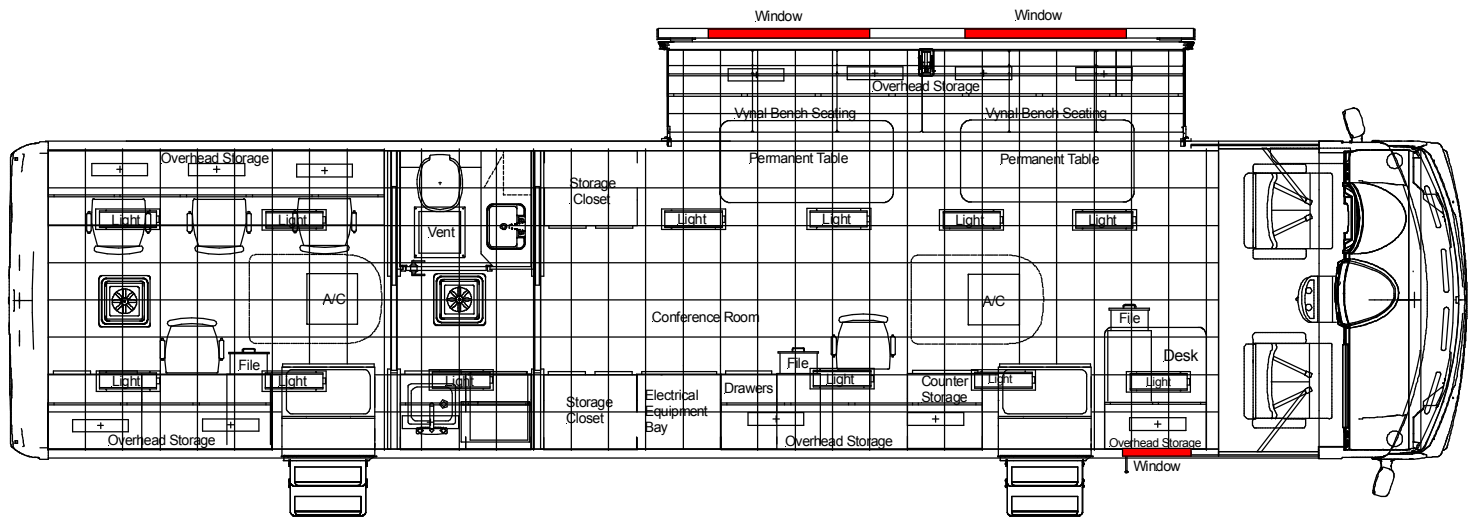 Window
Window
Overhead Storage
Vynal Bench Seating
Vynal Bench Seating
Permanent Table
Permanent Table
Overhead Storage
Storage
Closet
Light
Light
Vent
Light
Light
Light
Light
A/C
A/C
Conference Room
File
File
File
Desk
Light
Light
Light
Light
Light
Light
Drawers
Counter
Storage
Electrical
Equipment
Bay
Storage
Closet
Overhead Storage
Overhead Storage
Overhead Storage
Window